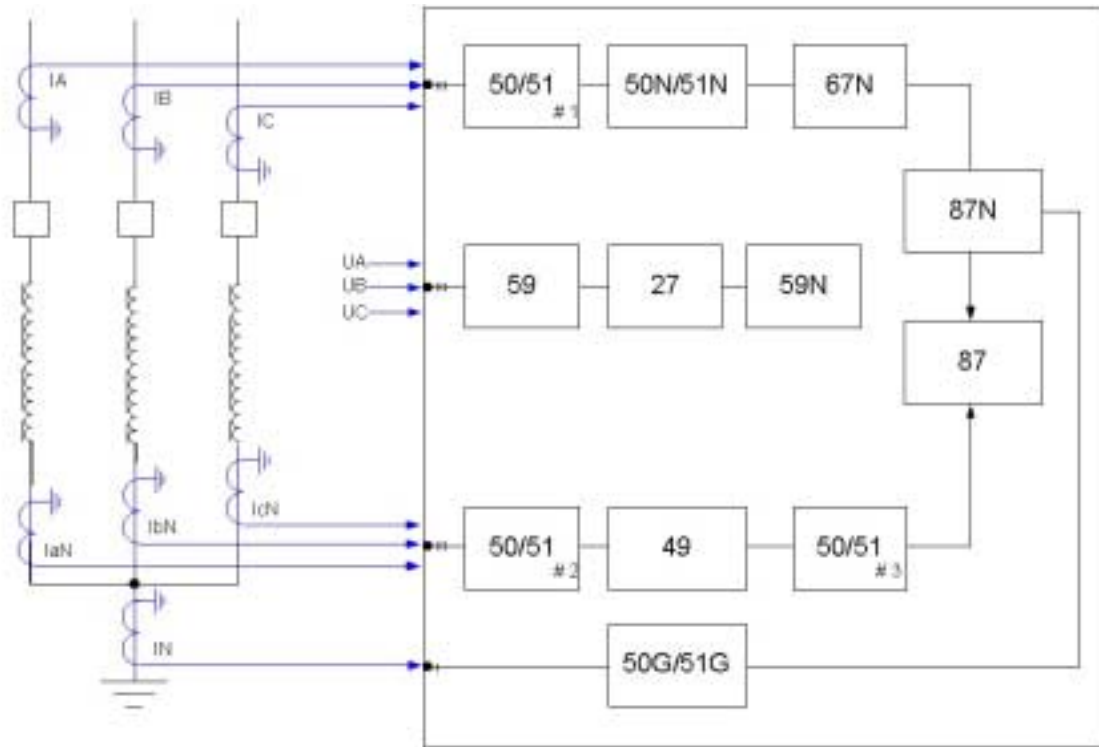 IA
IB
IC
50/51
# 1
50N/51N
67N
87N
UA
UB
UC
59
27
59N
87
IaN
IbN
IcN
50/51
# 2
49
50/51
# 3
IN
50G/51G